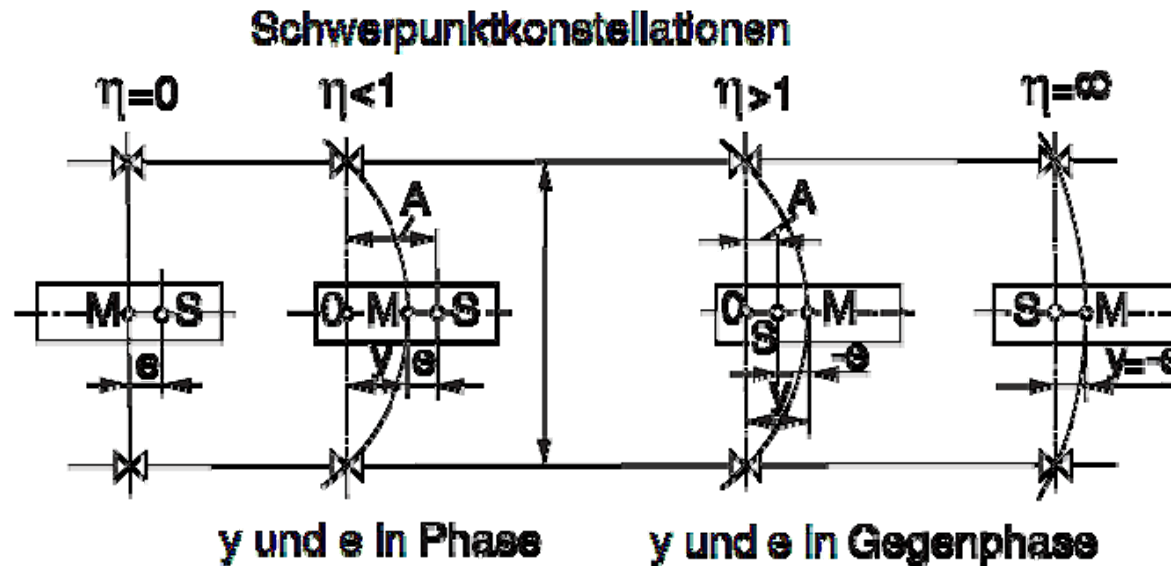 Schwerpunktkonstellationen
η=0 η<1 η>1 η=∞
A A
M S 0 M S 0 S M S M
e y e -e y y=-e
y und e in Phase y und e in Gegenphase